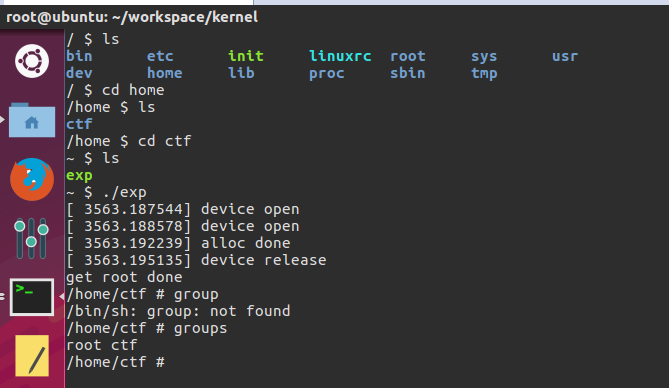 root@ubuntu: ~/workspace/kernel
/ $ ls
bin etc init linuxrc root sys usr
dev home lib proc sbin tmp
/ $ cd home
/home $ ls
ctf
/home $ cd ctf
~ $ ls
exp
~ $ ./exp
[ 3563.187544] device open
[ 3563.188578] device open
[ 3563.192239] alloc done
[ 3563.195135] device release
get root done
/home/ctf # group
/bin/sh: group: not found
/home/ctf # groups
root ctf
/home/ctf #